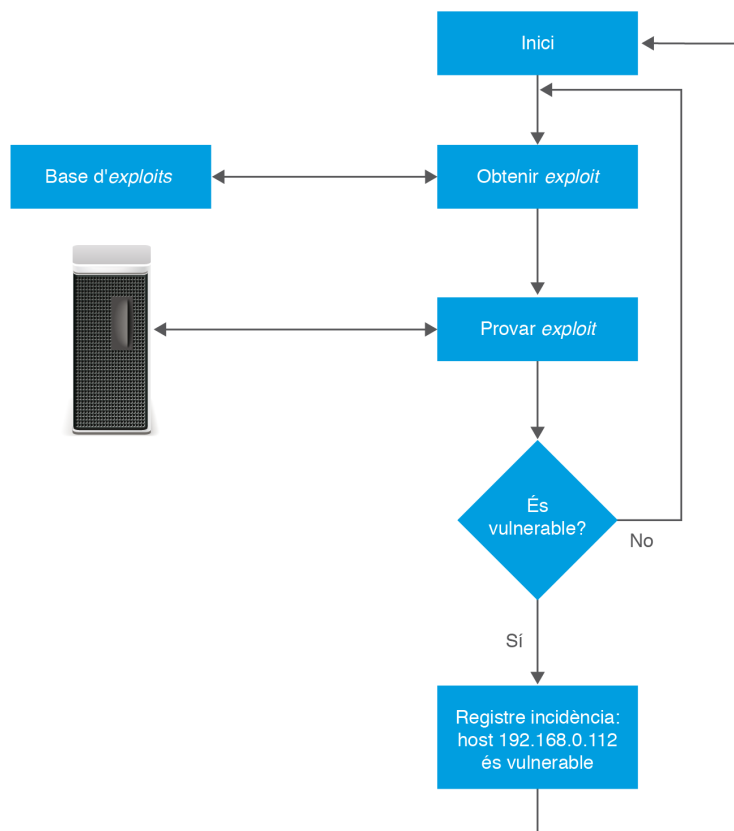 Inici
Base d'exploits
Obtenir exploit
Provar exploit
És
vulnerable?
No
Sí
Registre incidència:
host 192.168.0.112
és vulnerable